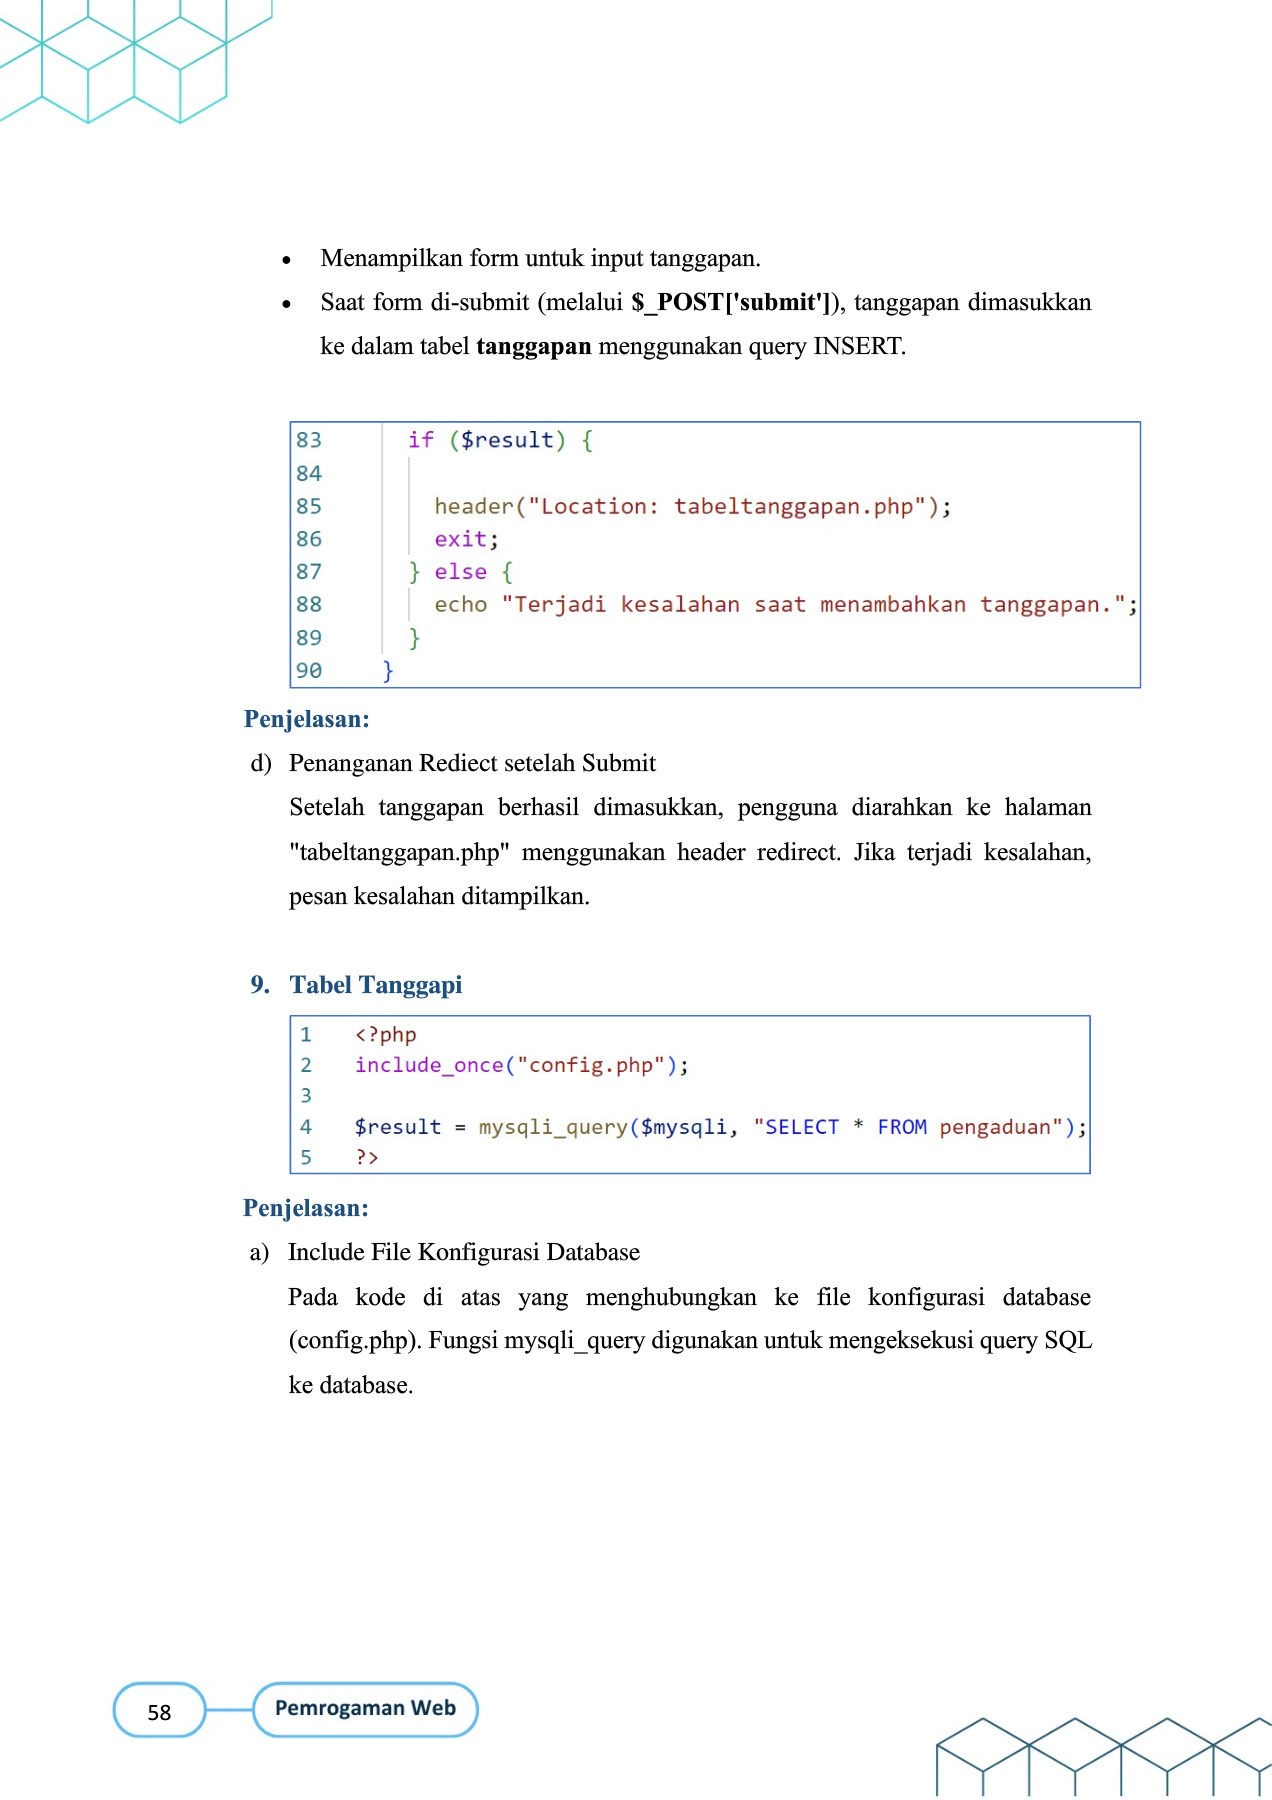 • Menampilkan form untuk input tanggapan.
• Saat form di-submit (melalui $_POST['submit']), tanggapan dimasukkan
ke dalam tabel tanggapan menggunakan query INSERT.
83 if ($result) {
84
85 header("Location: tabeltanggapan.php");
86 exit;
87 } else {
88 echo "Terjadi kesalahan saat menambahkan tanggapan.";
89 }
90 }
Penjelasan:
d) Penanganan Rediect setelah Submit
Setelah tanggapan berhasil dimasukkan, pengguna diarahkan ke halaman
"tabeltanggapan.php" menggunakan header redirect. Jika terjadi kesalahan,
pesan kesalahan ditampilkan.
9. Tabel Tanggapi
1 <?php
2 include_once("config.php");
3
4 $result = mysqli_query($mysqli, "SELECT * FROM pengaduan");
5 ?>
Penjelasan:
a) Include File Konfigurasi Database
Pada kode di atas yang menghubungkan ke file konfigurasi database
(config.php). Fungsi mysqli_query digunakan untuk mengeksekusi query SQL
ke database.
58 Pemrogaman Web